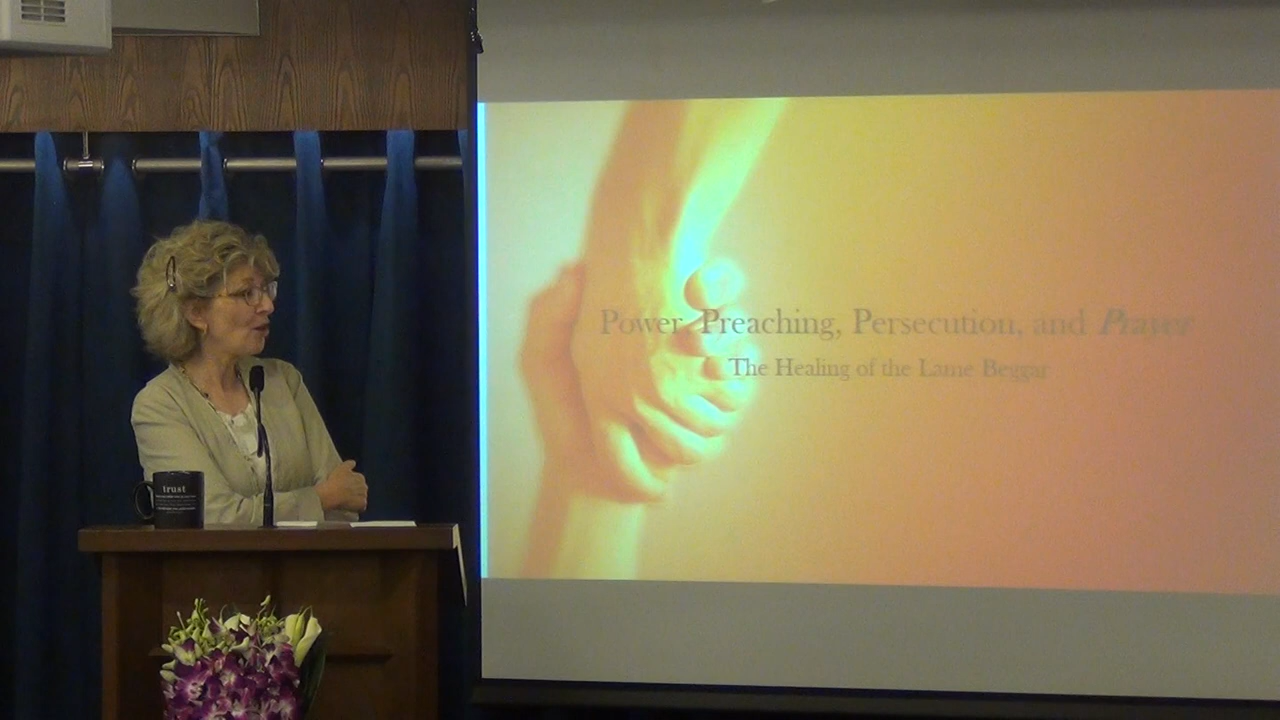 Power, Preaching, Persecution, and Prayer
The Healing of the Lame Beggar
trust